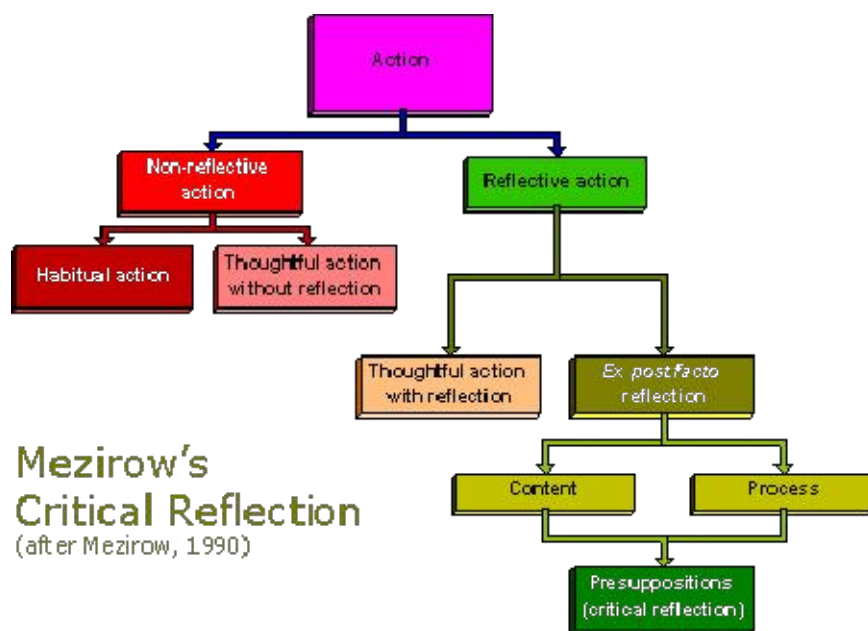 Action
Non-reflective
action
Reflective action
Habitual action
Thoughtful action
without reflection
Thoughtful action
with reflection
Ex post facto
reflection
Mezirow's
Critical Reflection
(after Mezirow, 1990)
Content
Process
Presuppositions
(critical reflection)